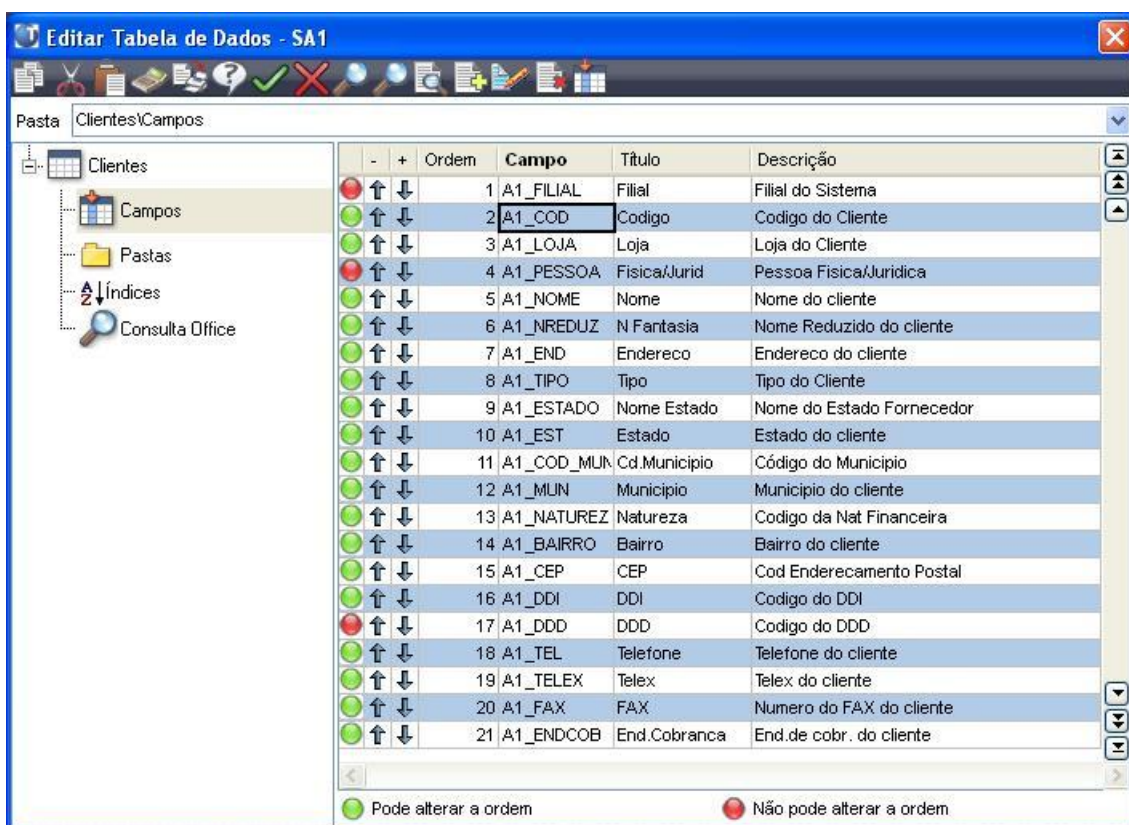 Editar Tabela de Dados - SA1
Pasta Clientes\Campos
Clientes
Campos
Pastas
Índices
Consulta Office
- + Ordem Campo Título Descrição
1 A1_FILIAL Filial Filial do Sistema
2 A1_COD Codigo Codigo do Cliente
3 A1_LOJA Loja Loja do Cliente
4 A1_PESSOA Fisica/Jurid Pessoa Fisica/Juridica
5 A1_NOME Nome Nome do cliente
6 A1_NREDUZ N Fantasia Nome Reduzido do cliente
7 A1_END Endereco Endereco do cliente
8 A1_TIPO Tipo Tipo do Cliente
9 A1_ESTADO Nome Estado Nome do Estado Fornecedor
10 A1_EST Estado Estado do cliente
11 A1_COD_MUN Cd.Municipio Código do Municipio
12 A1_MUN Municipio Municipio do cliente
13 A1_NATUREZ Natureza Codigo da Nat Financeira
14 A1_BAIRRO Bairro Bairro do cliente
15 A1_CEP CEP Cod Enderecamento Postal
16 A1_DDI DDI Codigo do DDI
17 A1_DDD DDD Codigo do DDD
18 A1_TEL Telefone Telefone do cliente
19 A1_TELEX Telex Telex do cliente
20 A1_FAX FAX Numero do FAX do cliente
21 A1_ENDCOB End.Cobranca End.de cobr. do cliente
Pode alterar a ordem Não pode alterar a ordem